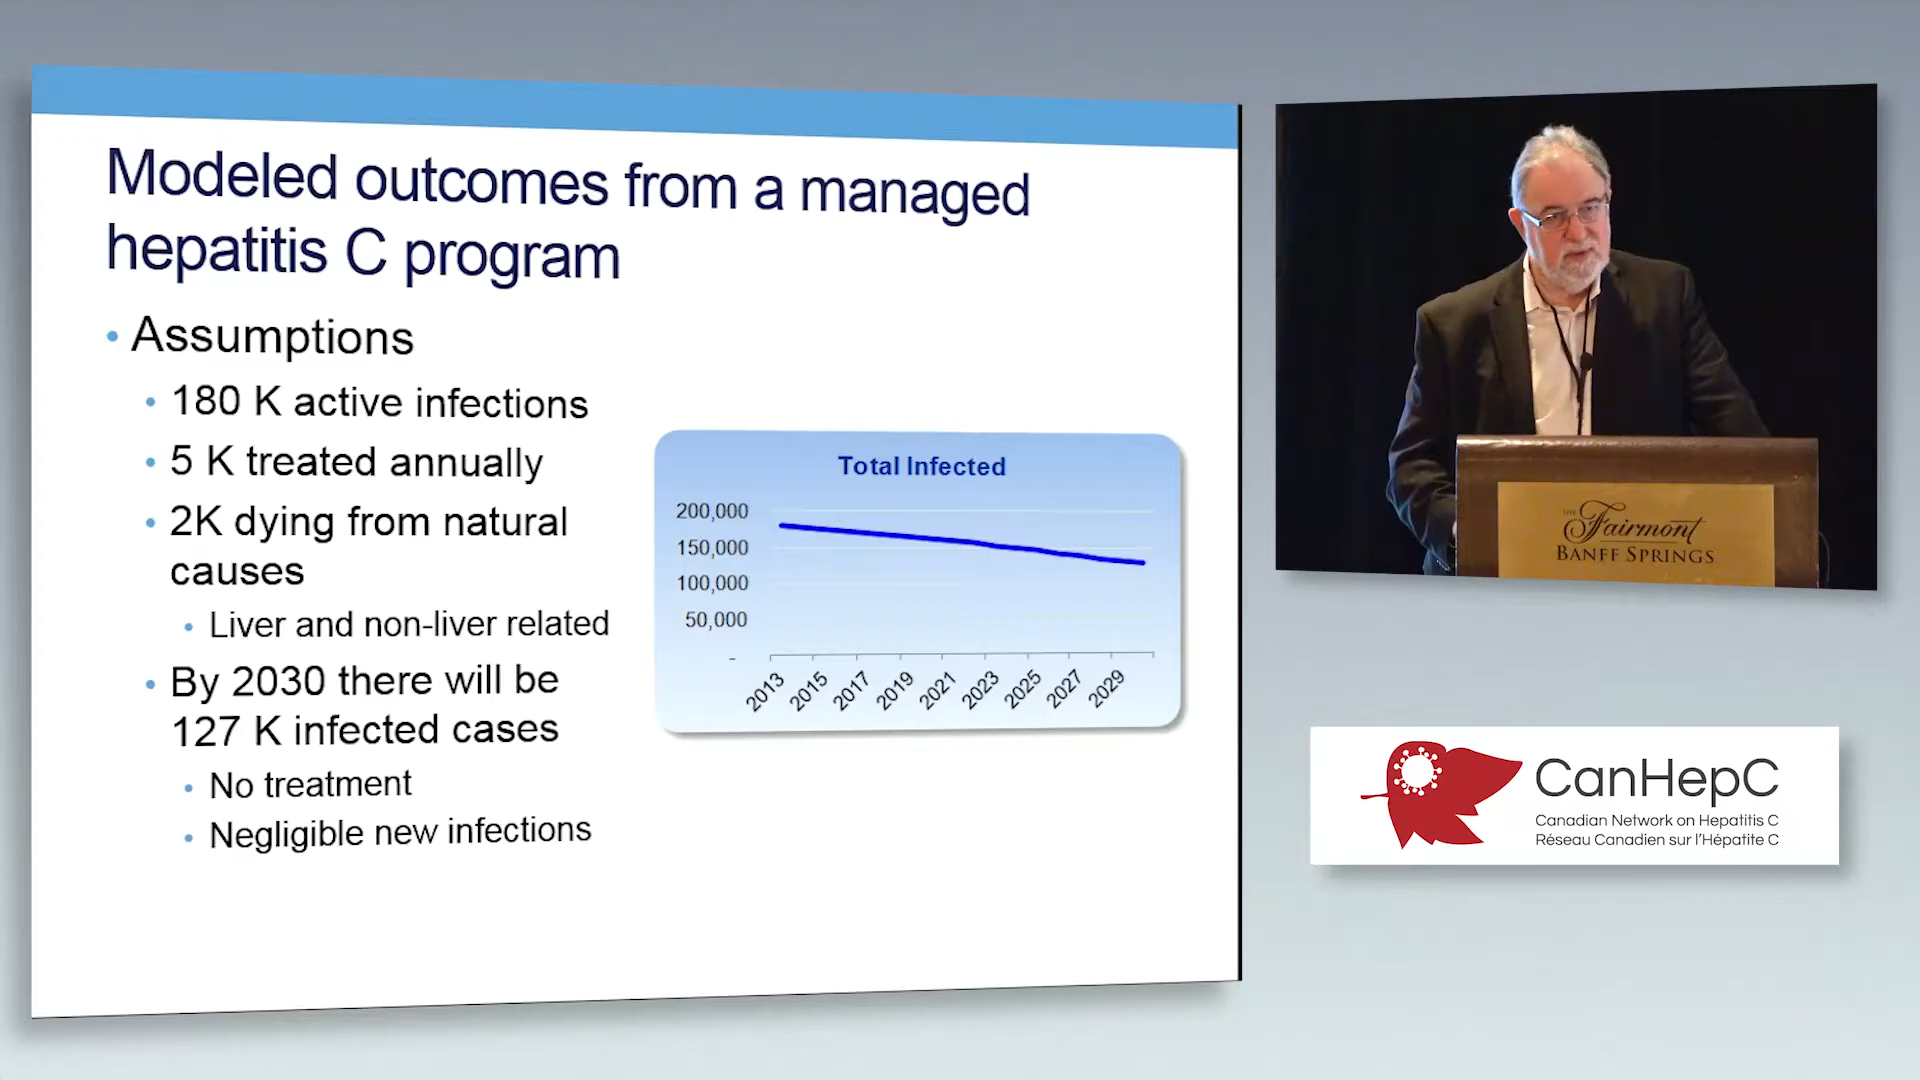 Modeled outcomes from a managed
hepatitis C program
• Assumptions
• 180 K active infections
• 5 K treated annually
• 2K dying from natural
causes
• Liver and non-liver related
• By 2030 there will be
127 K infected cases
• No treatment
• Negligible new infections
Total Infected
200,000
150,000
100,000
50,000
-
2013
2015
2017
2019
2021
2023
2025
2027
2029
THE
Fairmont
BANFF SPRINGS
CanHepC
Canadian Network on Hepatitis C
Réseau Canadien sur l'Hépatite C